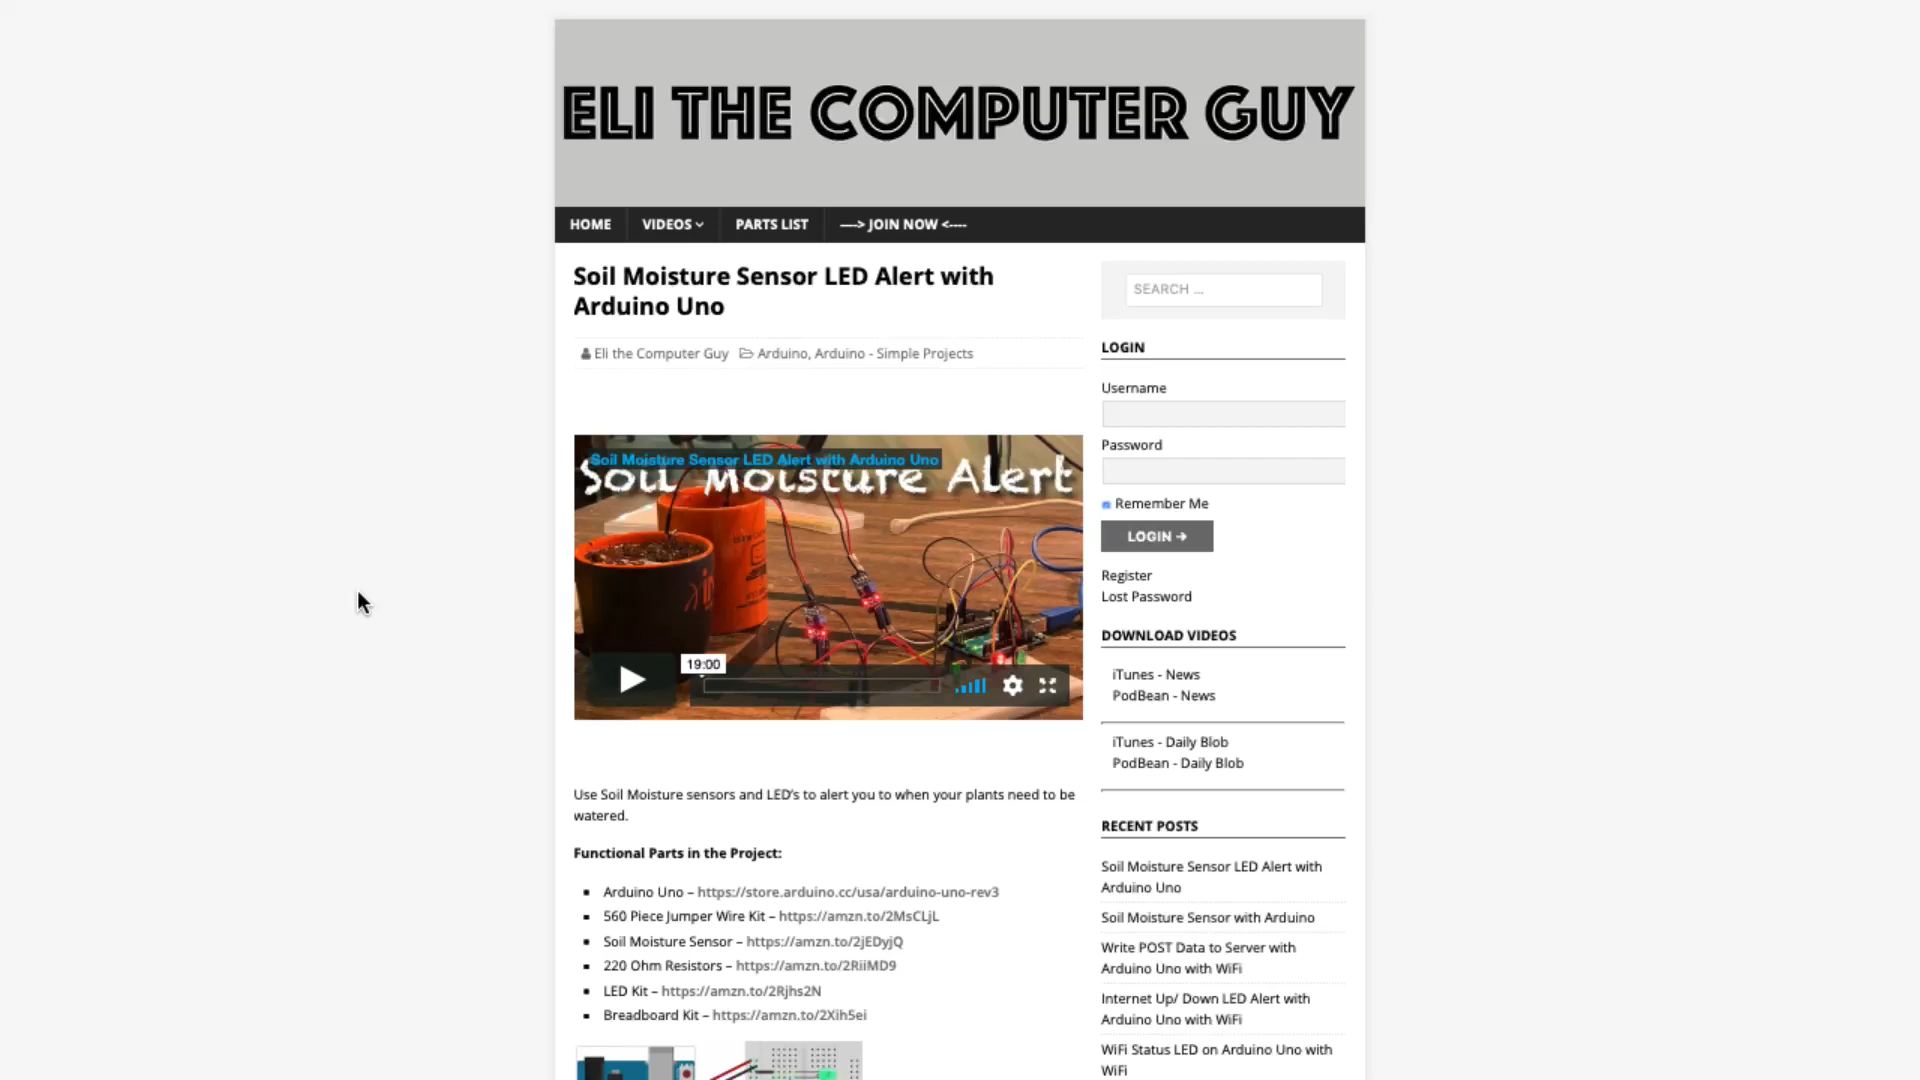 ELI THE COMPUTER GUY
HOME VIDEOS PARTS LIST ----> JOIN NOW <----
Soil Moisture Sensor LED Alert with
Arduino Uno
Eli the Computer Guy Arduino, Arduino - Simple Projects
Soil Moisture Sensor LED Alert with Arduino Uno
Soil Moisture Alert
19:00
Use Soil Moisture sensors and LED's to alert you to when your plants need to be
watered.
Functional Parts in the Project:
Arduino Uno – https://store.arduino.cc/usa/arduino-uno-rev3
560 Piece Jumper Wire Kit – https://amzn.to/2MsCLjL
Soil Moisture Sensor – https://amzn.to/2jEDyjQ
220 Ohm Resistors – https://amzn.to/2RiiMD9
LED Kit – https://amzn.to/2Rjhs2N
Breadboard Kit – https://amzn.to/2Xih5ei
SEARCH ...
LOGIN
Username
Password
Remember Me
LOGIN →
Register
Lost Password
DOWNLOAD VIDEOS
iTunes - News
PodBean - News
iTunes - Daily Blob
PodBean - Daily Blob
RECENT POSTS
Soil Moisture Sensor LED Alert with
Arduino Uno
Soil Moisture Sensor with Arduino
Write POST Data to Server with
Arduino Uno with WiFi
Internet Up/ Down LED Alert with
Arduino Uno with WiFi
WiFi Status LED on Arduino Uno with
WiFi